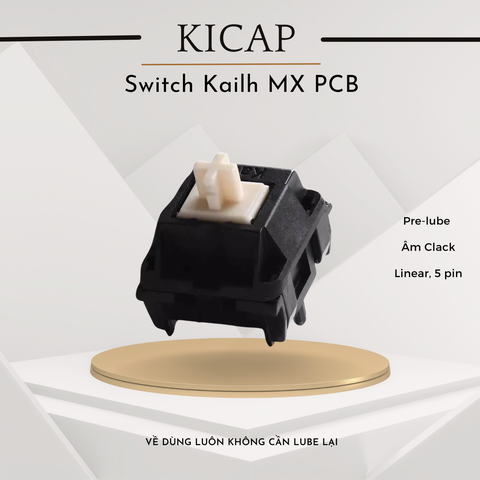 KICAP
Switch Kailh MX PCB
Pre-lube
Âm Clack
Linear, 5 pin
VỀ DÙNG LUÔN KHÔNG CẦN LUBE LẠI